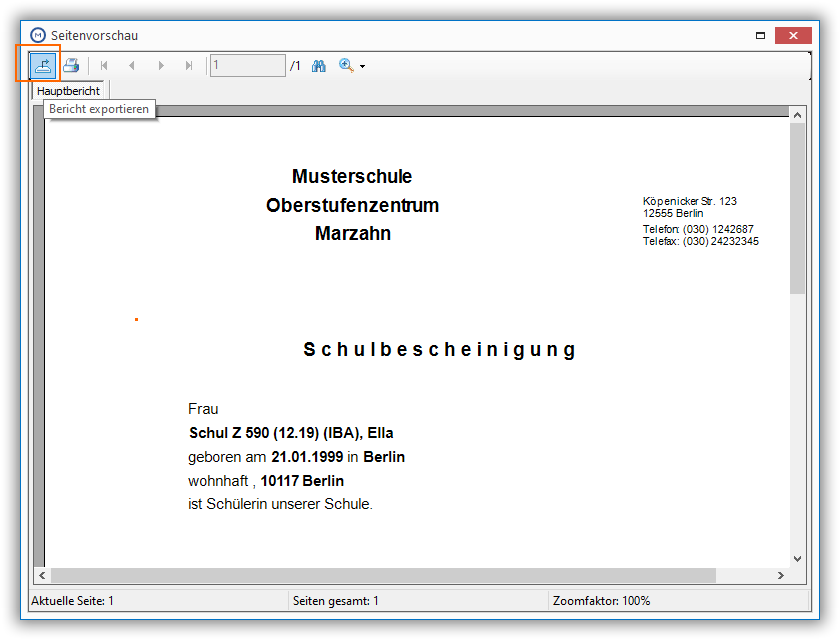 Seitenvorschau
1 /1
Hauptbericht
Bericht exportieren
Musterschule
Oberstufenzentrum
Marzahn
Köpenicker Str. 123
12555 Berlin
Telefon: (030) 1242687
Telefax: (030) 24232345
Schulbescheinigung
Frau
Schul Z 590 (12.19) (IBA), Ella
geboren am 21.01.1999 in Berlin
wohnhaft , 10117 Berlin
ist Schülerin unserer Schule.
Aktuelle Seite: 1 Seiten gesamt: 1 Zoomfaktor: 100%